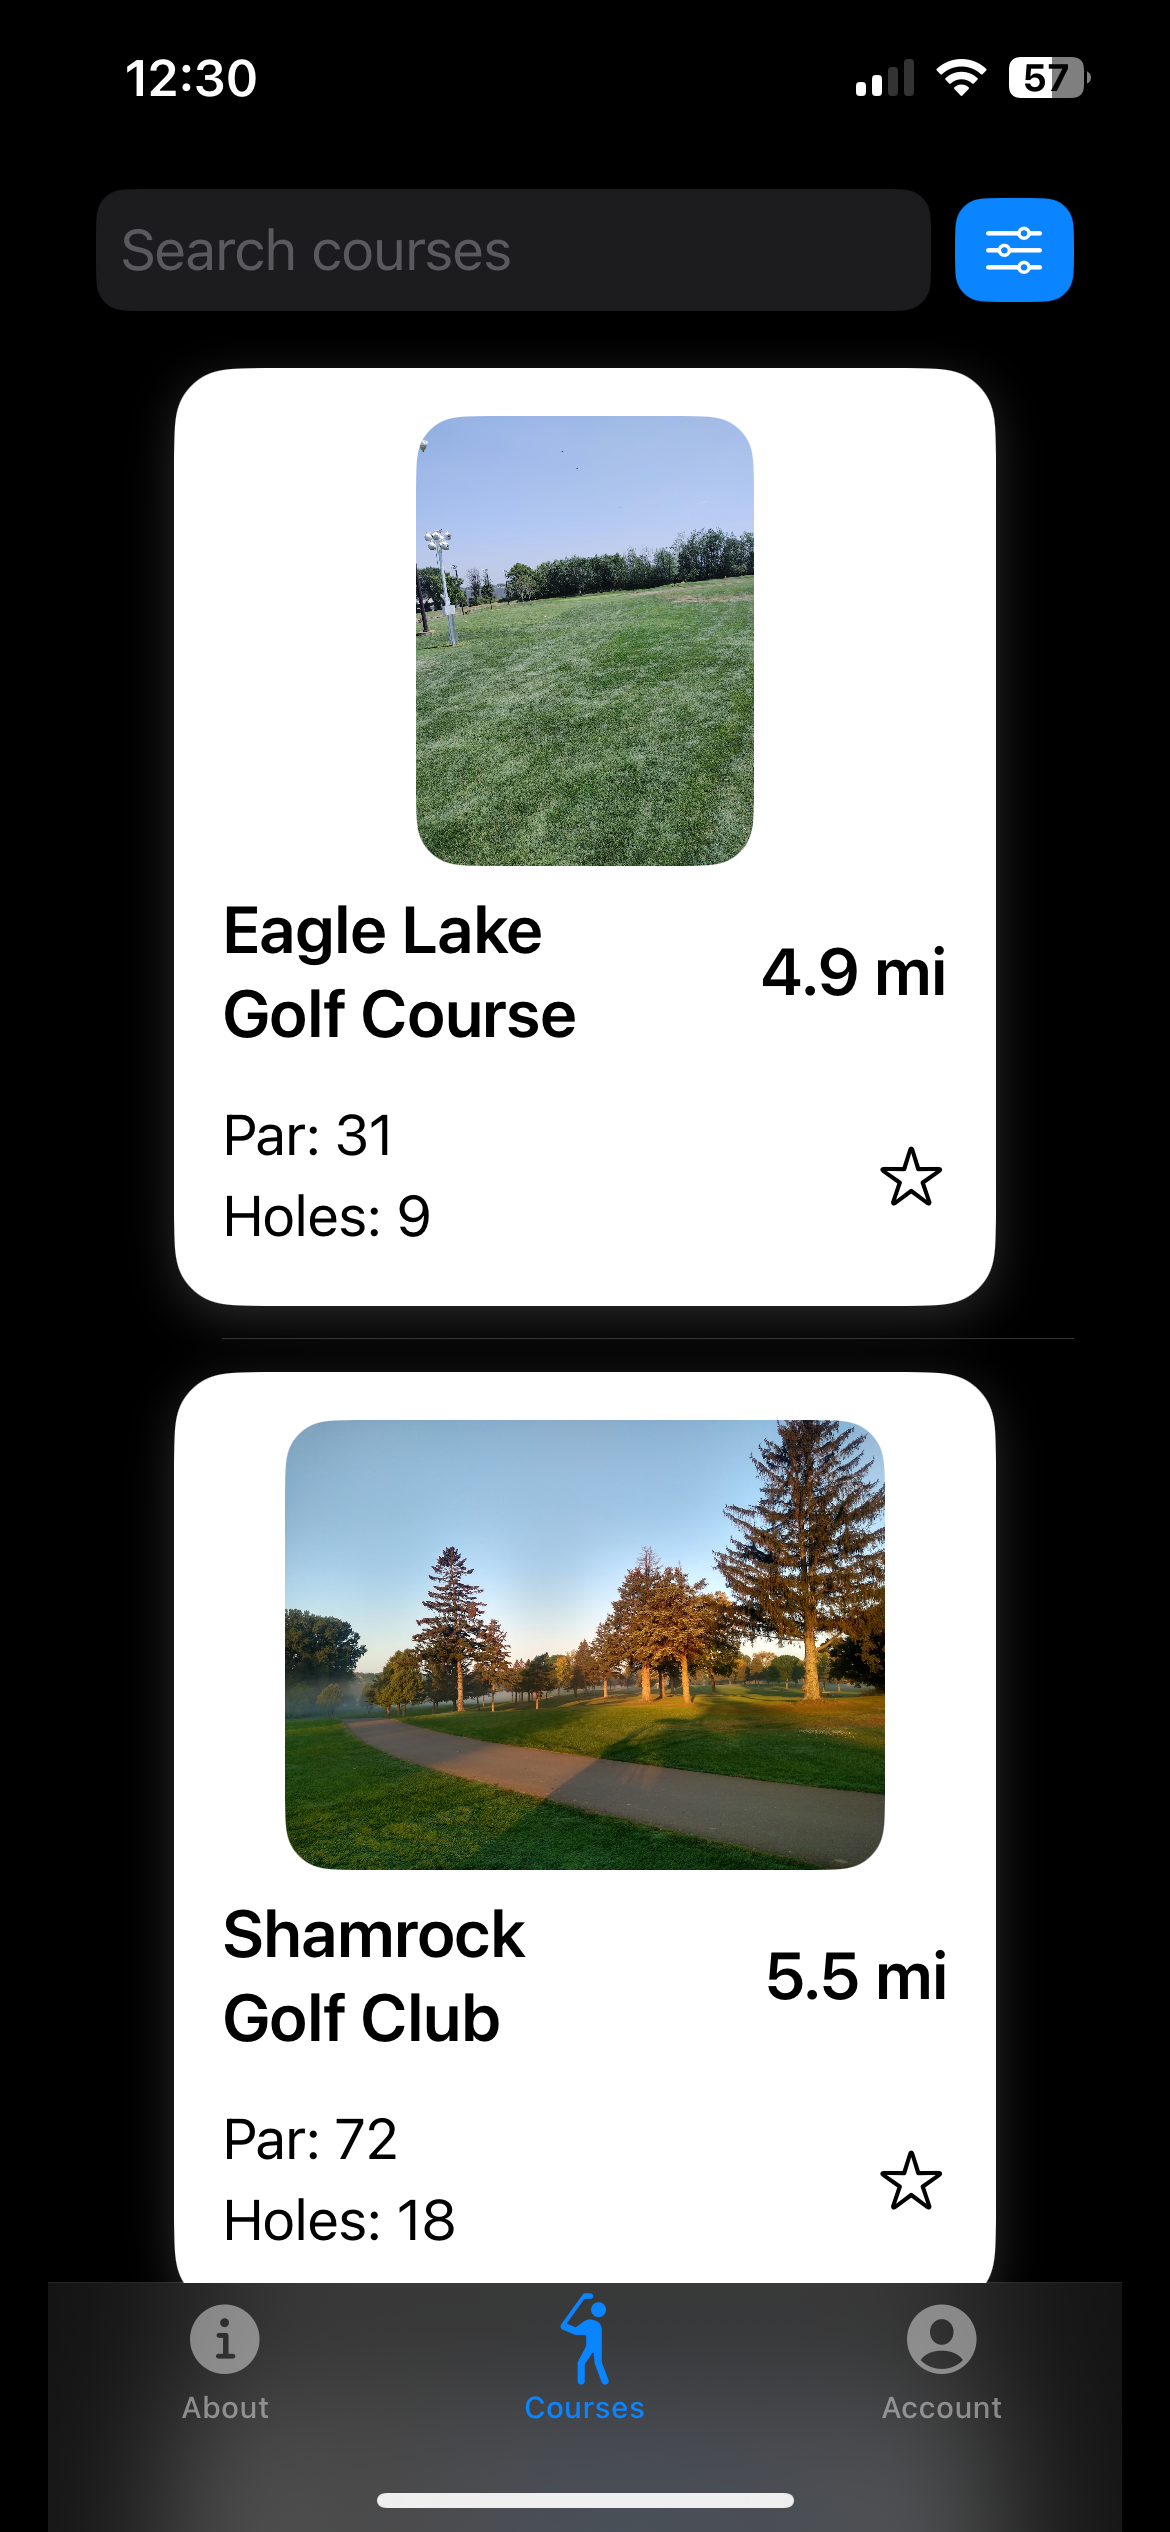 12:30
57
Search courses
Eagle Lake
Golf Course
4.9 mi
Par: 31
Holes: 9
Shamrock
Golf Club
5.5 mi
Par: 72
Holes: 18
About
Courses
Account